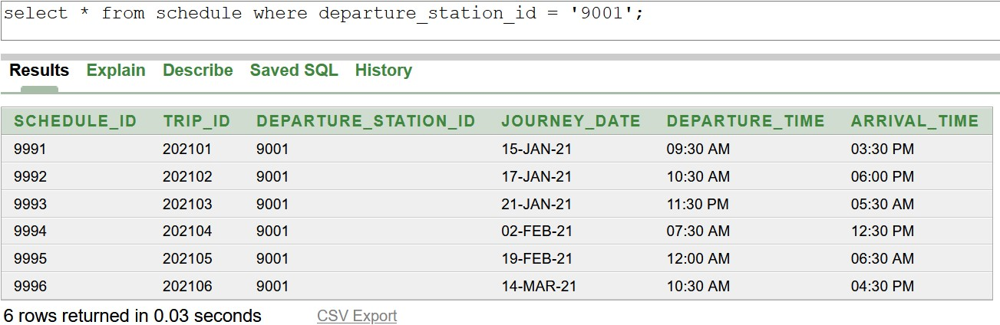 select * from schedule where departure_station_id = '9001';
Results Explain Describe Saved SQL History
SCHEDULE_ID TRIP_ID DEPARTURE_STATION_ID JOURNEY_DATE DEPARTURE_TIME ARRIVAL_TIME
9991 202101 9001 15-JAN-21 09:30 AM 03:30 PM
9992 202102 9001 17-JAN-21 10:30 AM 06:00 PM
9993 202103 9001 21-JAN-21 11:30 PM 05:30 AM
9994 202104 9001 02-FEB-21 07:30 AM 12:30 PM
9995 202105 9001 19-FEB-21 12:00 AM 06:30 AM
9996 202106 9001 14-MAR-21 10:30 AM 04:30 PM
6 rows returned in 0.03 seconds CSV Export